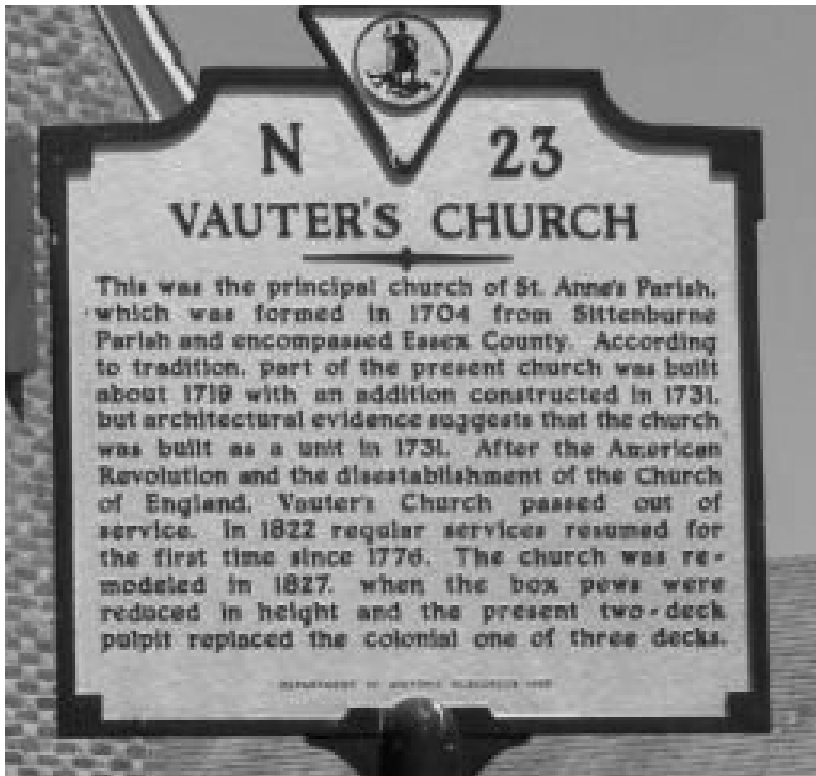 N 23
VAUTER'S CHURCH
This was the principal church of St. Anne's Parish,
which was formed in 1704 from Sittenburne
Parish and encompassed Essex County. According
to tradition, part of the present church was built
about 1719 with an addition constructed in 1731,
but architectural evidence suggests that the church
was built as a unit in 1731. After the American
Revolution and the disestablishment of the Church
of England, Vauter's Church passed out of
service. In 1822 regular services resumed for
the first time since 1776. The church was re-
modeled in 1827, when the box pews were
reduced in height and the present two-deck
pulpit replaced the colonial one of three decks.
DEPARTMENT OF HISTORIC RESOURCES